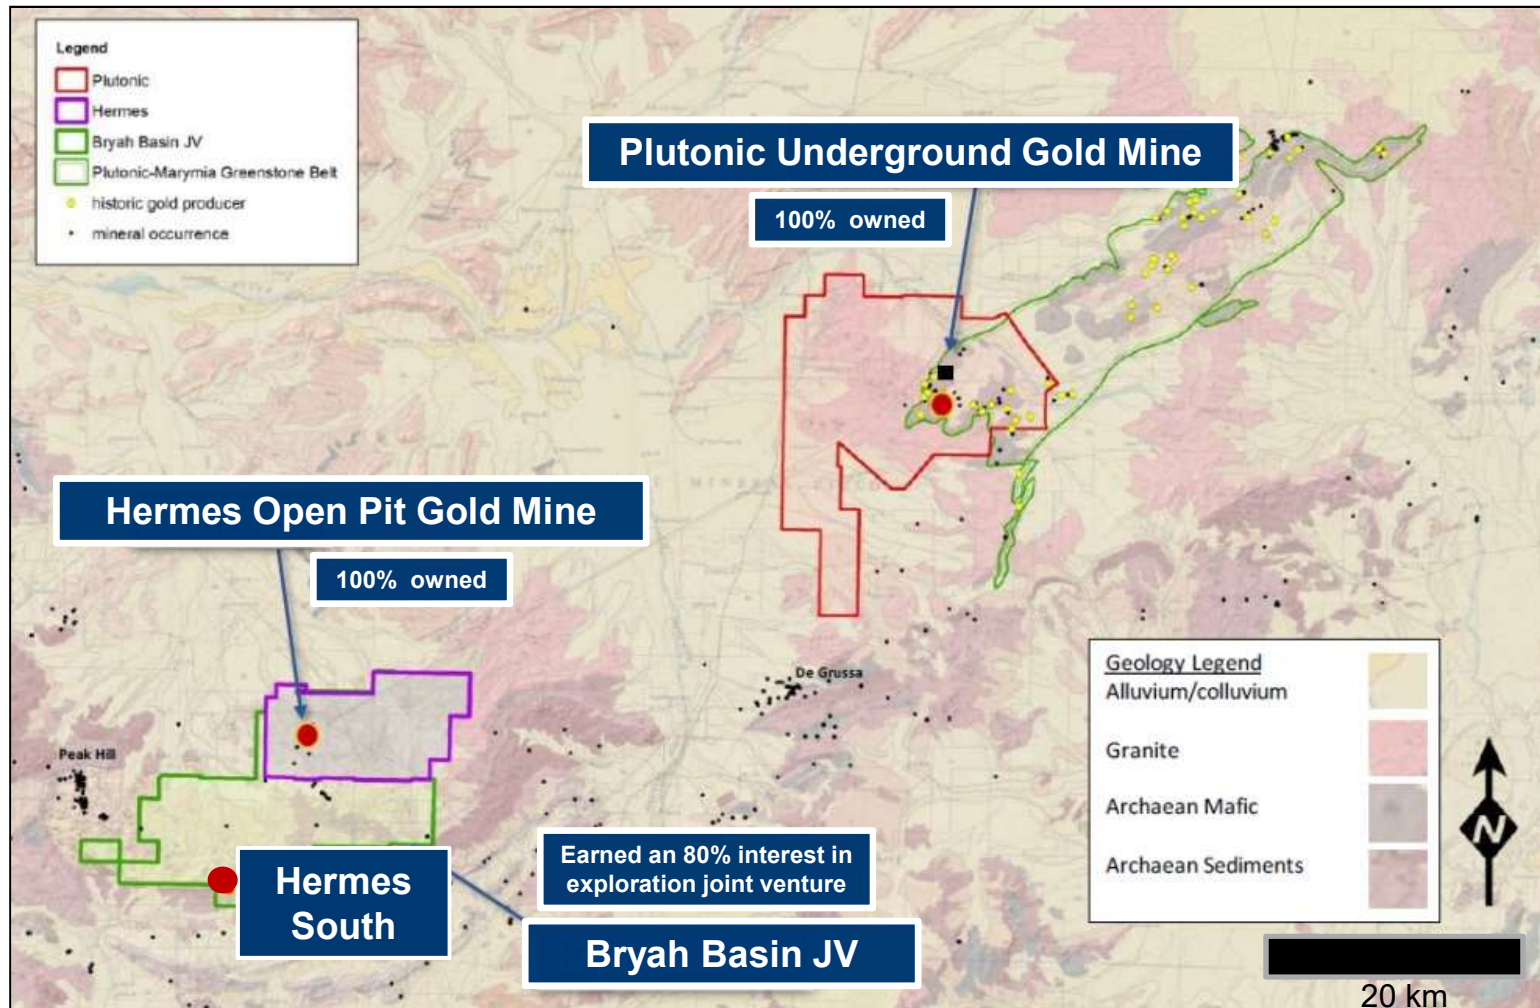 Legend
Plutonic
Hermes
Bryah Basin JV
Plutonic-Marymia Greenstone Belt
historic gold producer
mineral occurrence
Plutonic Underground Gold Mine
100% owned
Hermes Open Pit Gold Mine
100% owned
De Grussa
Peak Hill
Hermes
South
Earned an 80% interest in
exploration joint venture
Bryah Basin JV
Geology Legend
Alluvium/colluvium
Granite
Archaean Mafic
Archaean Sediments
N
20 km